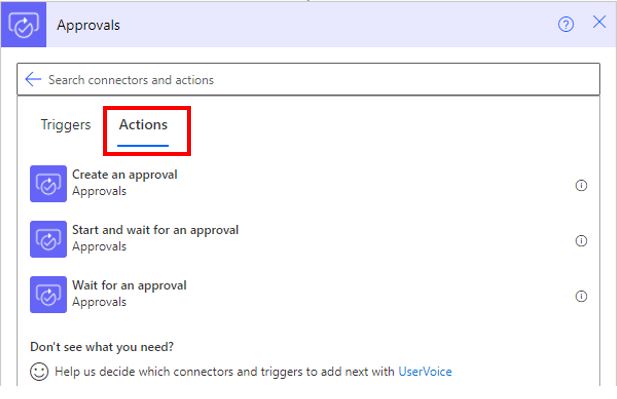 Approvals
Search connectors and actions
Triggers Actions
Create an approval
Approvals
Start and wait for an approval
Approvals
Wait for an approval
Approvals
Don't see what you need?
Help us decide which connectors and triggers to add next with UserVoice